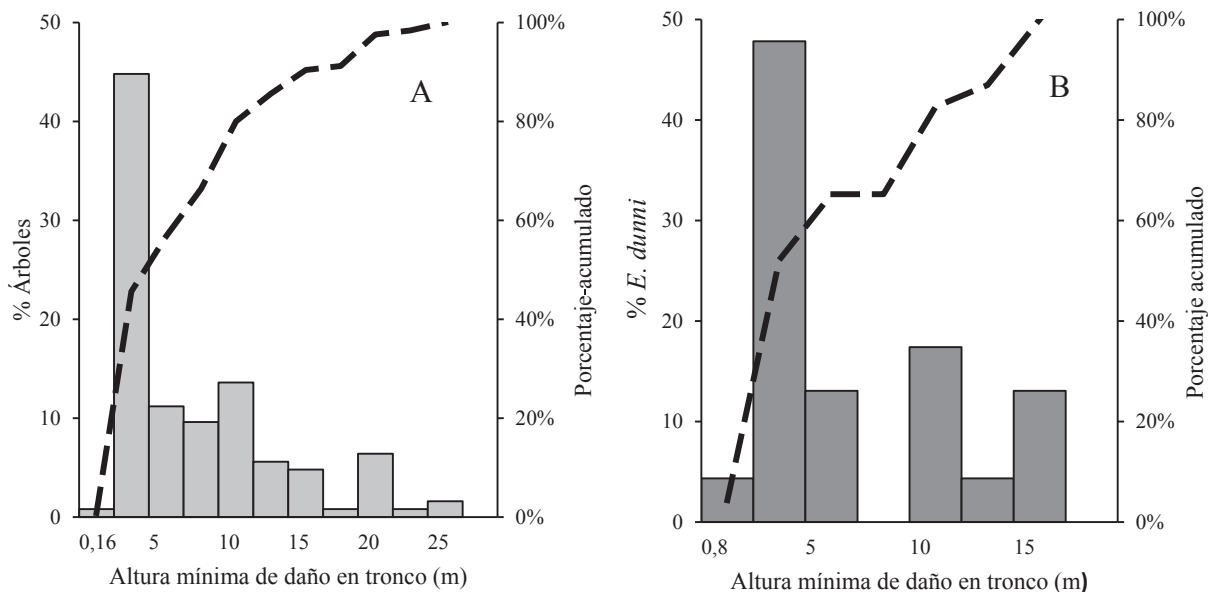 50
40
30
20
10
0
% Árboles
100%
80%
60%
40%
20%
0%
Porcentaje-acumulado
A
0,16 5 10 15 20 25
Altura mínima de daño en tronco (m)
50
40
30
20
10
0
% E. dunni
100%
80%
60%
40%
20%
0%
Porcentaje acumulado
B
0,8 5 10 15
Altura mínima de daño en tronco (m)